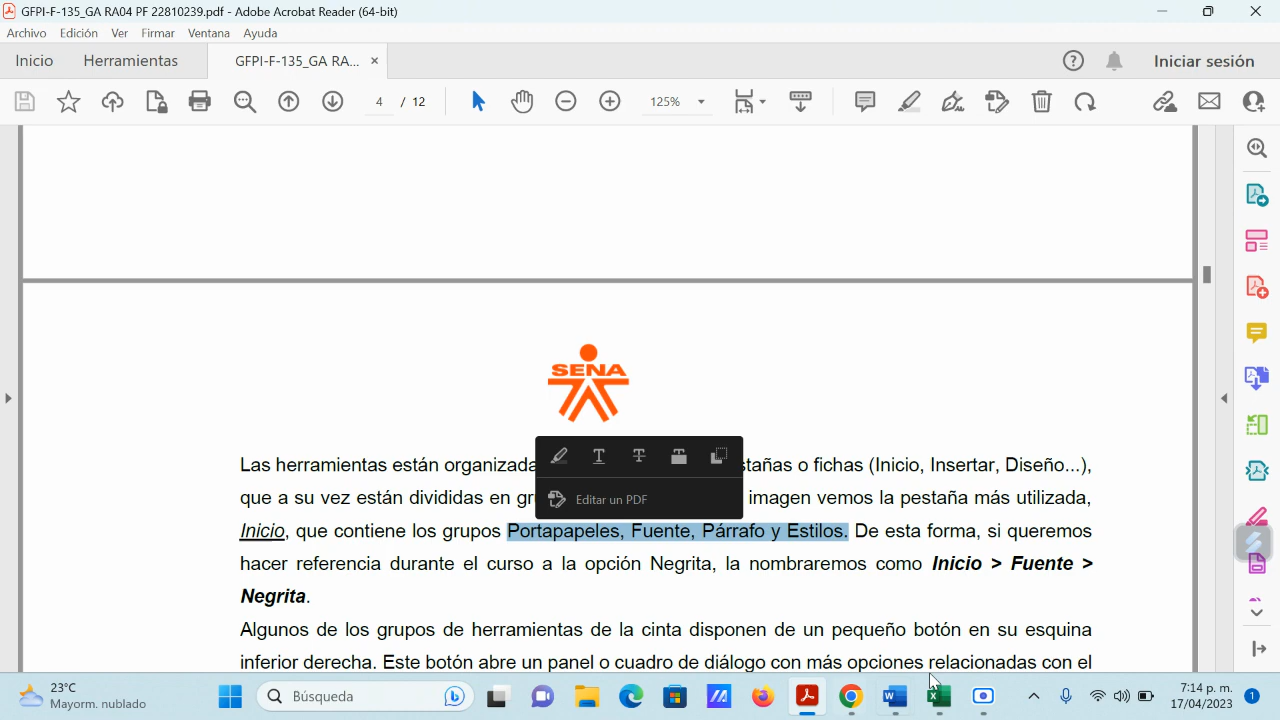 GFPI-F-135_GA RA04 PF 22810239.pdf - Adobe Acrobat Reader (64-bit)
Archivo Edición Ver Firmar Ventana Ayuda
Inicio Herramientas GFPI-F-135_GA RA... × Iniciar sesión
4 / 12 125%
SENA
Las herramientas están organizada stañas o fichas (Inicio, Insertar, Diseño...),
que a su vez están divididas en gru imagen vemos la pestaña más utilizada,
Editar un PDF
Inicio, que contiene los grupos Portapapeles, Fuente, Párrafo y Estilos. De esta forma, si queremos
hacer referencia durante el curso a la opción Negrita, la nombraremos como Inicio > Fuente >
Negrita.
Algunos de los grupos de herramientas de la cinta disponen de un pequeño botón en su esquina
inferior derecha. Este botón abre un panel o cuadro de diálogo con más opciones relacionadas con el
23°C
Mayorm. nublado
Búsqueda
7:14 p. m.
17/04/2023
1